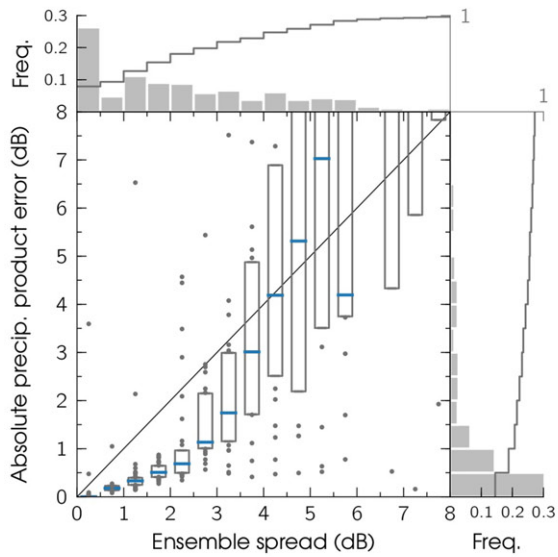 Freq.
0.3
0.2
0.1
1
1
Absolute precip. product error (dB)
8
7
6
5
4
3
2
1
0
0 1 2 3 4 5 6 7 8
0.1 0.2 0.3
Ensemble spread (dB)
Freq.